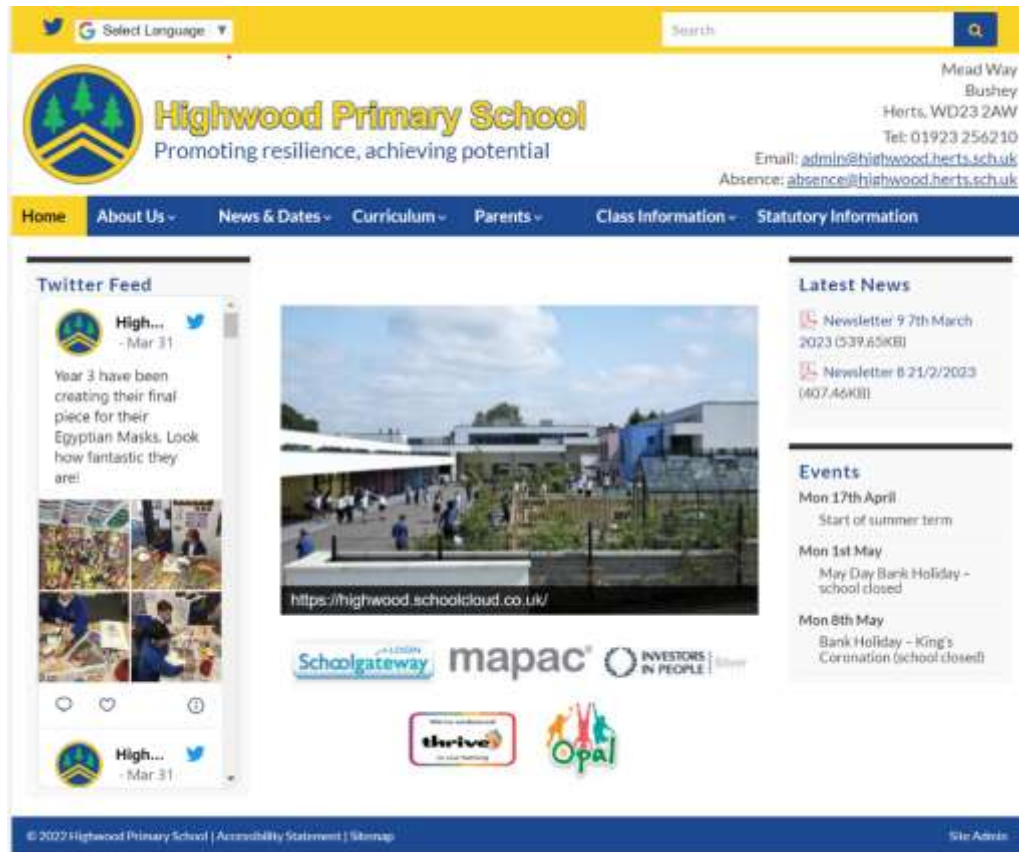 Select Language ▼
Search
Highwood Primary School
Promoting resilience, achieving potential
Mead Way
Bushey
Herts, WD23 2AW
Tel: 01923 256210
Email: admin@highwood.herts.sch.uk
Absence: absence@highwood.herts.sch.uk
Home About Us News & Dates Curriculum Parents Class Information Statutory Information
Twitter Feed
High...
· Mar 31
Year 3 have been
creating their final
piece for their
Egyptian Masks. Look
how fantastic they
are!
High...
· Mar 31
https://highwood.schoolcloud.co.uk/
LOGIN
Schoolgateway
mapac
INVESTORS
IN PEOPLE
Silver
thrive
Opal
Latest News
Newsletter 9 7th March
2023 (539.65KB)
Newsletter 8 21/2/2023
(407.46KB)
Events
Mon 17th April
Start of summer term
Mon 1st May
May Day Bank Holiday –
school closed
Mon 8th May
Bank Holiday – King's
Coronation (school closed)
© 2022 Highwood Primary School | Accessibility Statement | Sitemap
Site Admin